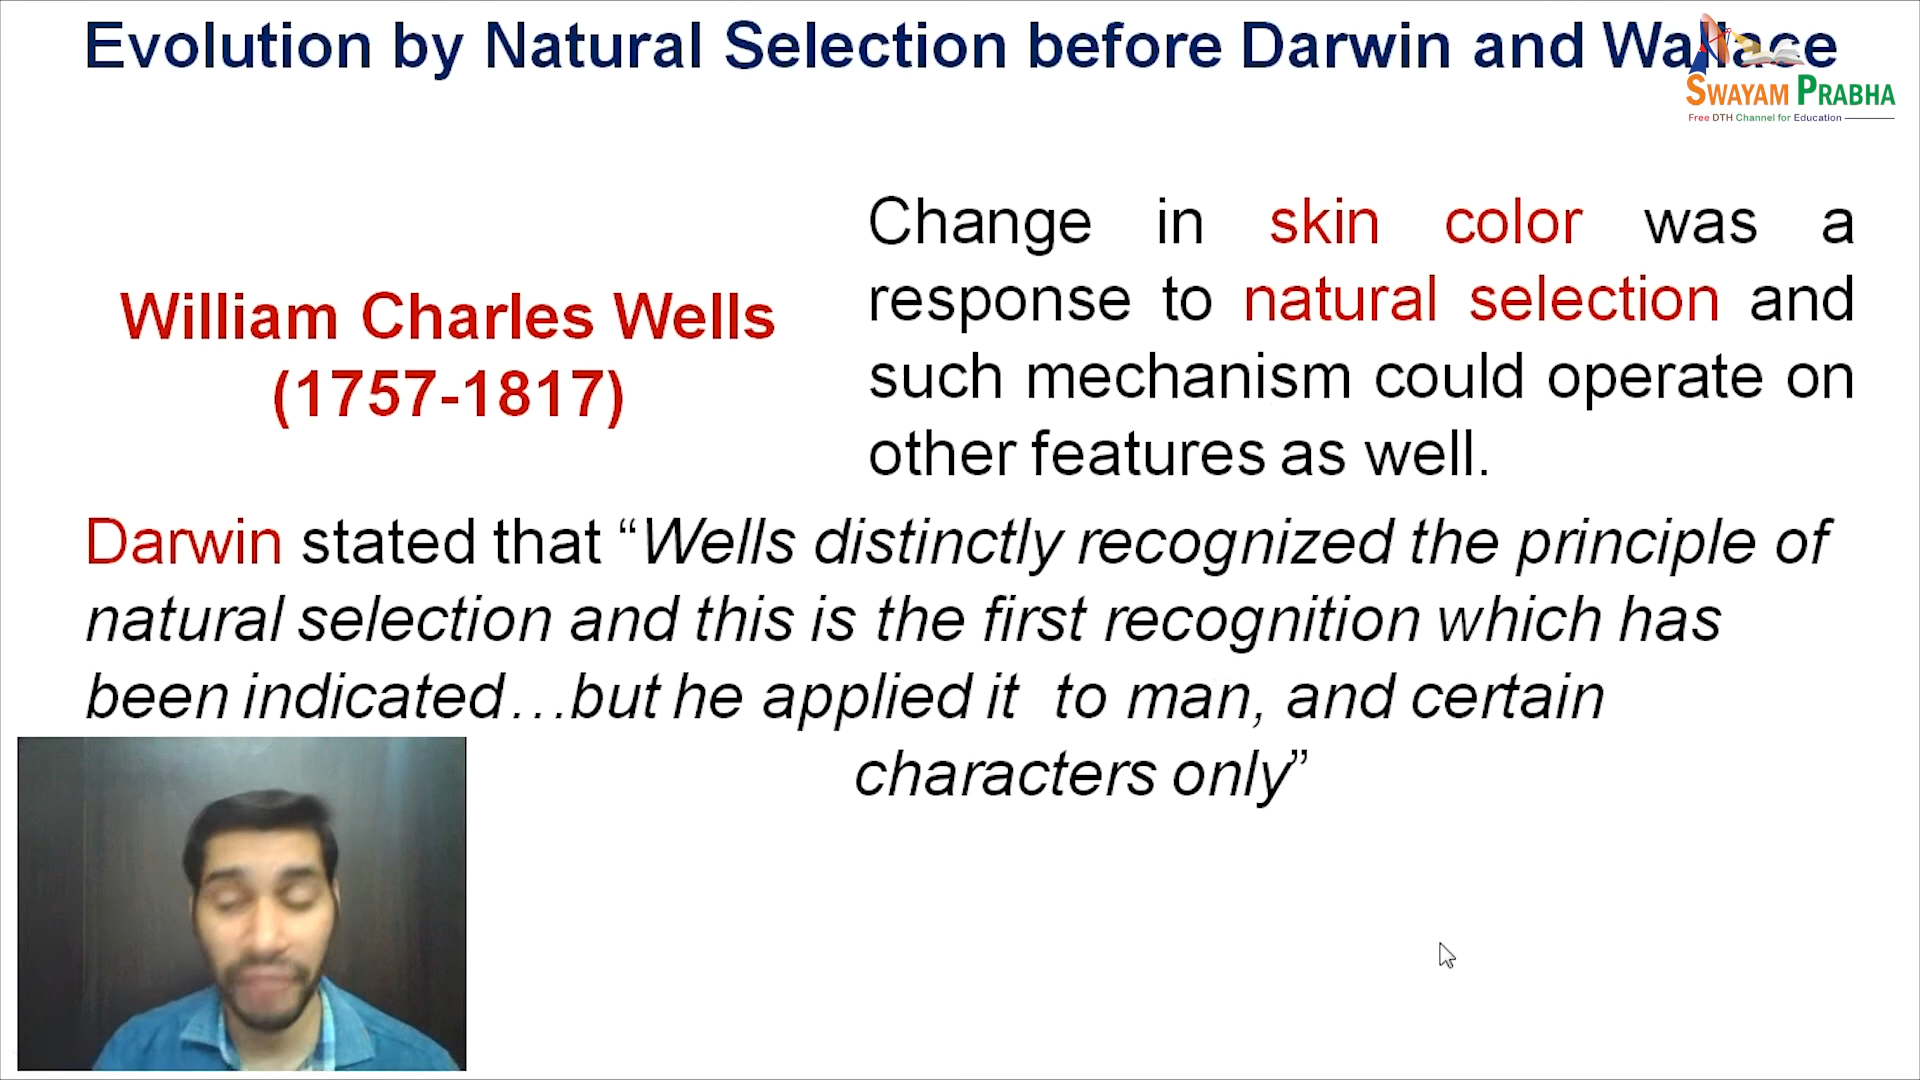 Evolution by Natural Selection before Darwin and Wallace
SWAYAM PRABHA
Free DTH Channel for Education
William Charles Wells
(1757-1817)
Change in skin color was a
response to natural selection and
such mechanism could operate on
other features as well.
Darwin stated that “Wells distinctly recognized the principle of
natural selection and this is the first recognition which has
been indicated…but he applied it to man, and certain
characters only”